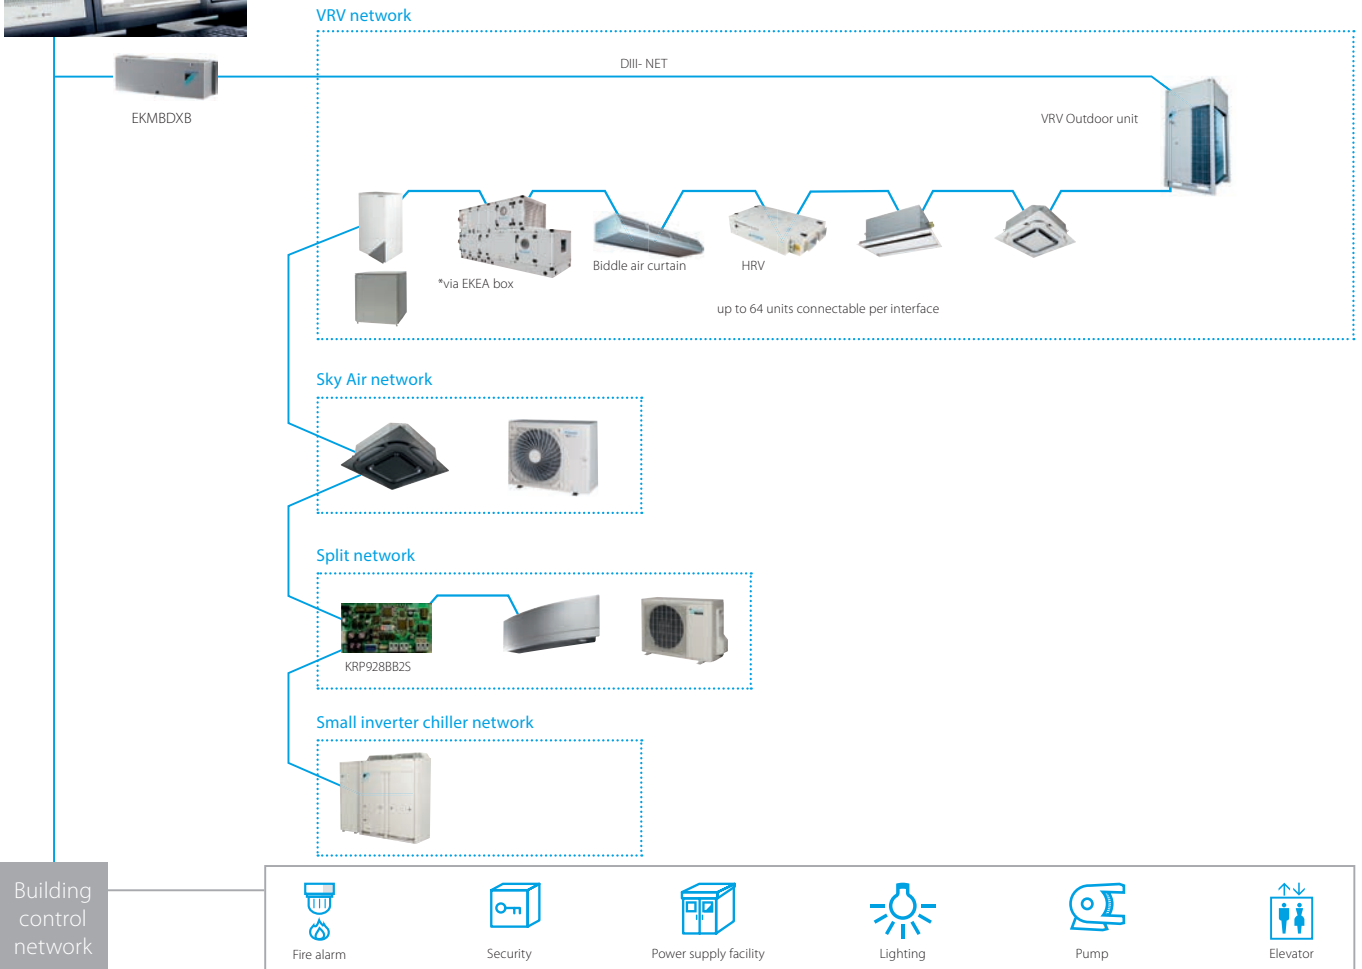 VRV network
DIII- NET
EKMBDXB
VRV Outdoor unit
Biddle air curtain
HRV
*via EKEA box
up to 64 units connectable per interface
Sky Air network
Split network
KRP928BB2S
Small inverter chiller network
Building
control
network
Fire alarm
Security
Power supply facility
Lighting
Pump
Elevator